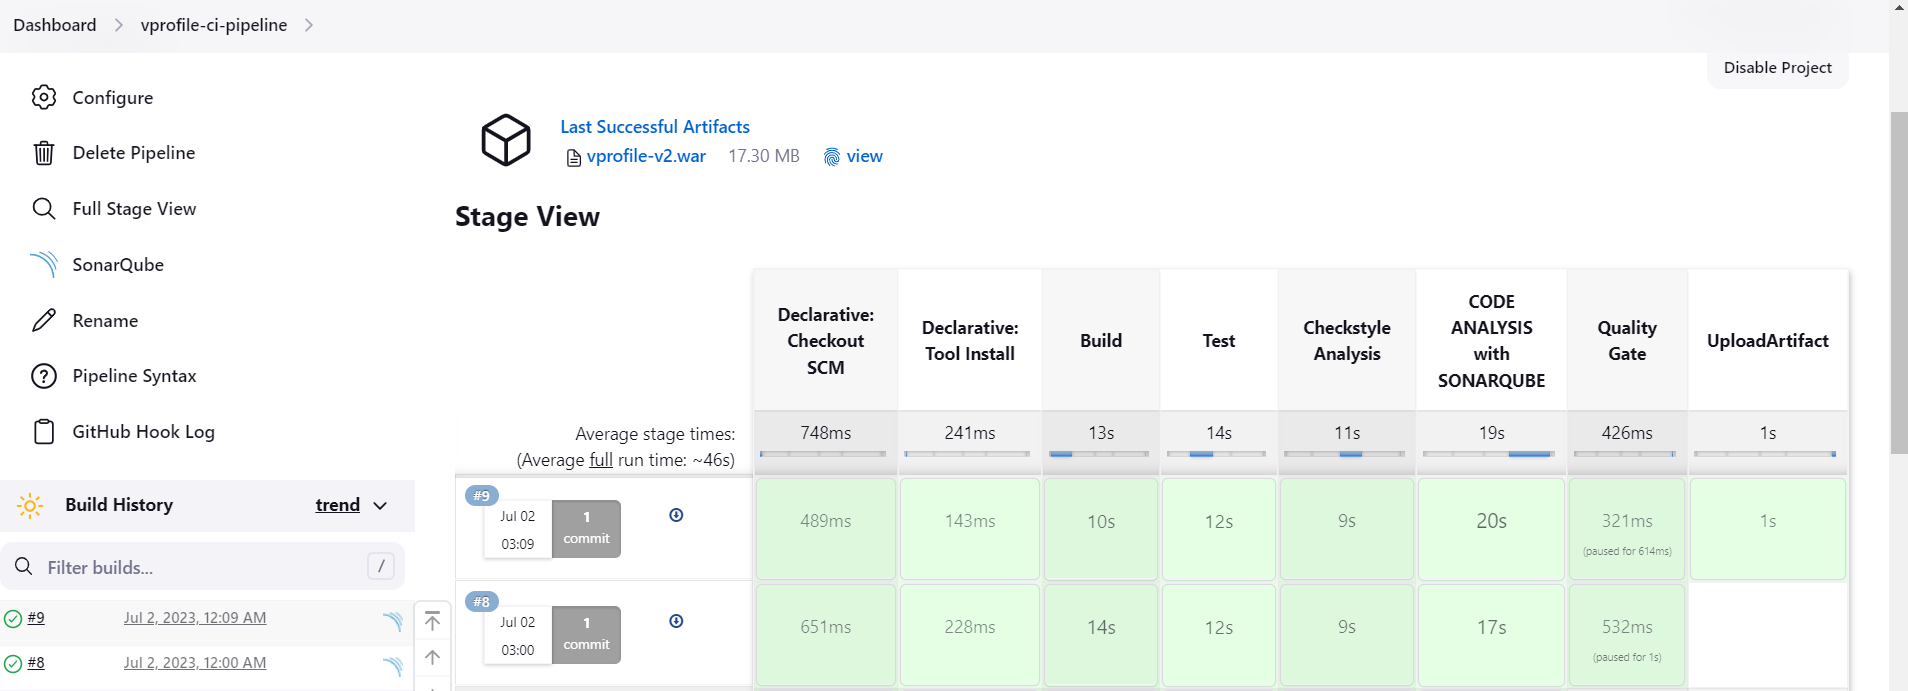 Dashboard > vprofile-ci-pipeline >
Disable Project
Configure
Delete Pipeline
Full Stage View
SonarQube
Rename
Pipeline Syntax
GitHub Hook Log
Build History trend
Filter builds... /
#9 Jul 2, 2023, 12:09 AM
#8 Jul 2, 2023, 12:00 AM
Last Successful Artifacts
vprofile-v2.war 17.30 MB view
Stage View
Declarative:
Checkout
SCM
Declarative:
Tool Install
Build
Test
Checkstyle
Analysis
CODE
ANALYSIS
with
SONARQUBE
Quality
Gate
UploadArtifact
Average stage times:
(Average full run time: ~46s)
748ms 241ms 13s 14s 11s 19s 426ms 1s
#9
Jul 02
03:09
1
commit
489ms 143ms 10s 12s 9s 20s 321ms 1s
(paused for 614ms)
#8
Jul 02
03:00
1
commit
651ms 228ms 14s 12s 9s 17s 532ms
(paused for 1s)